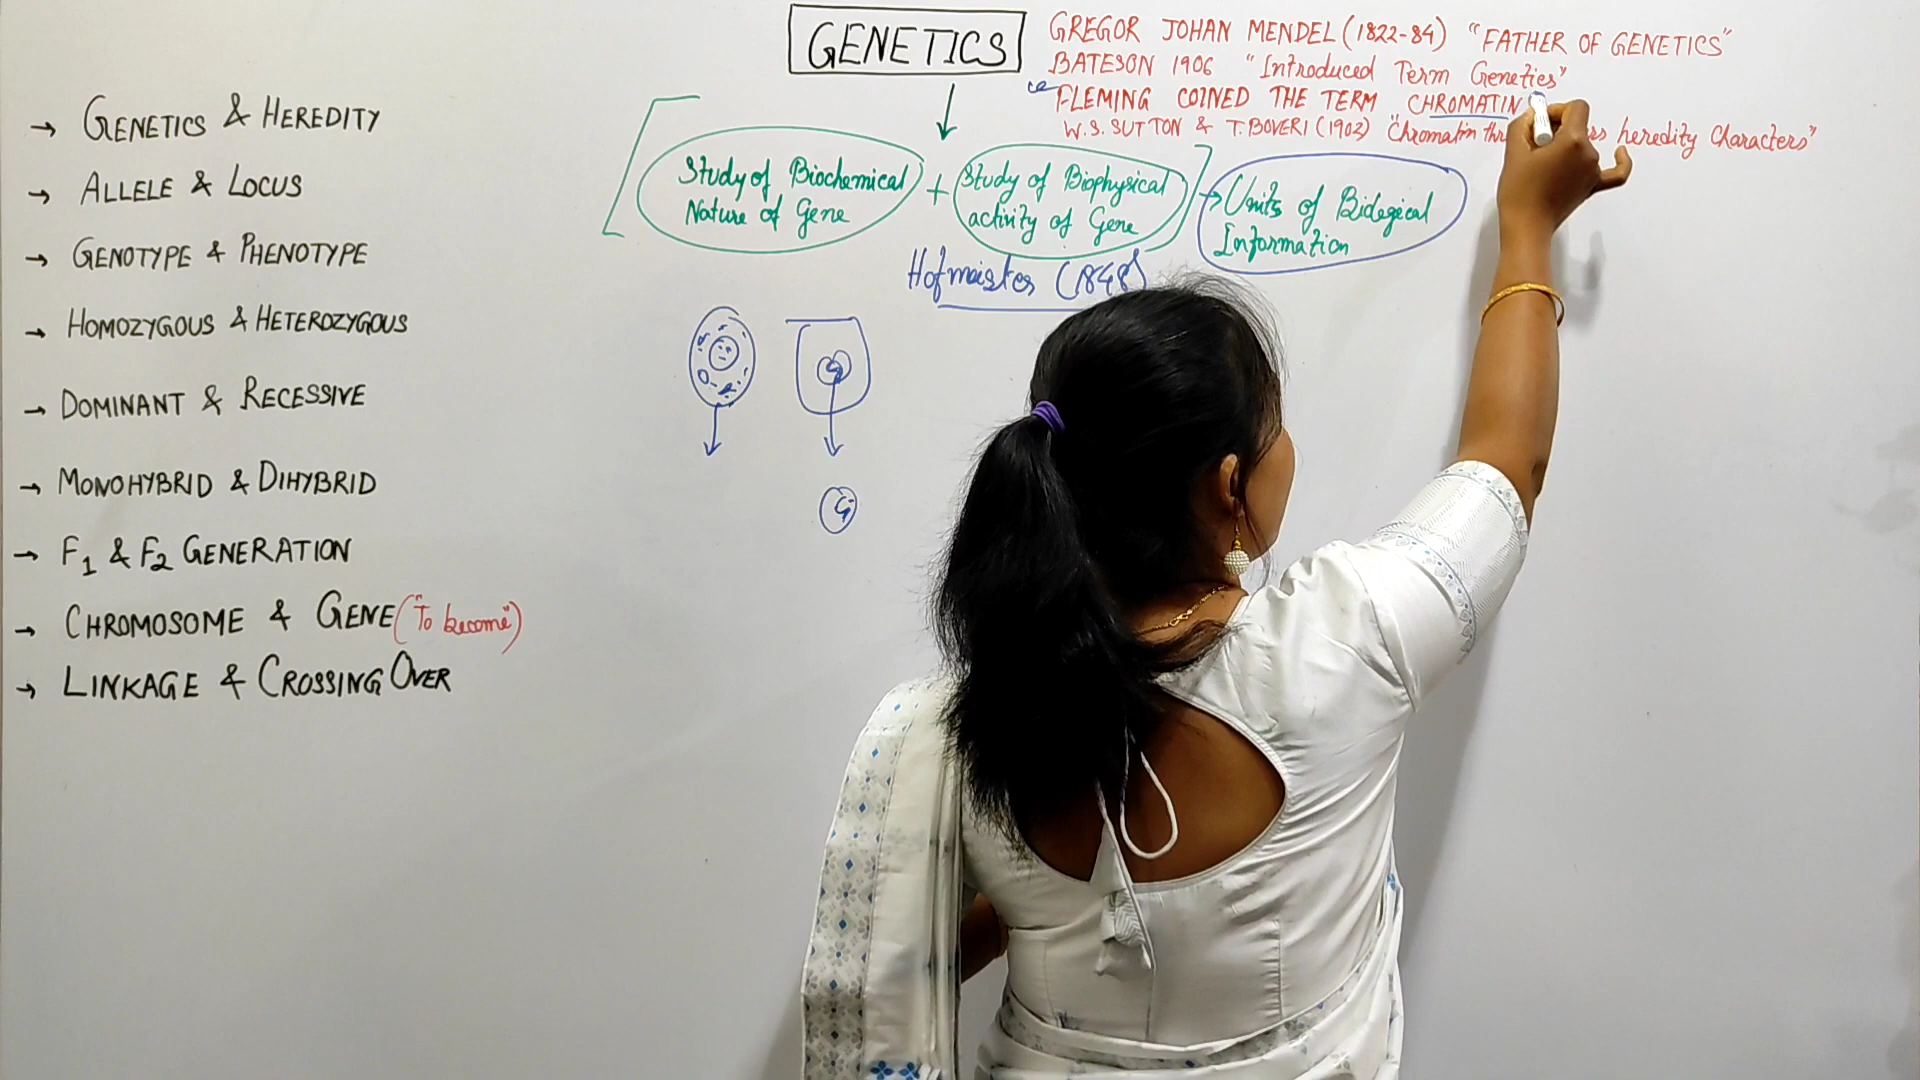 GENETICS
GREGOR JOHAN MENDEL (1822-84) "FATHER OF GENETICS"
BATESON 1906 "Introduced Term Genetics"
FLEMING COINED THE TERM CHROMATIN
W.S. SUTTON & T. BOVERI (1902) "Chromatin hereditY Characters"
Study of Biochemical
Nature of Gene
+
Study of Biophysical
activity of Gene
→ Units of Biological
Information
Hofmeister (1848)
G
G
→ GENETICS & HEREDITY
→ ALLELE & LOCUS
→ GENOTYPE & PHENOTYPE
→ HOMOZYGOUS & HETEROZYGOUS
→ DOMINANT & RECESSIVE
→ MONOHYBRID & DIHYBRID
→ F1 & F2 GENERATION
→ CHROMOSOME & GENE ("To become")
→ LINKAGE & CROSSING OVER